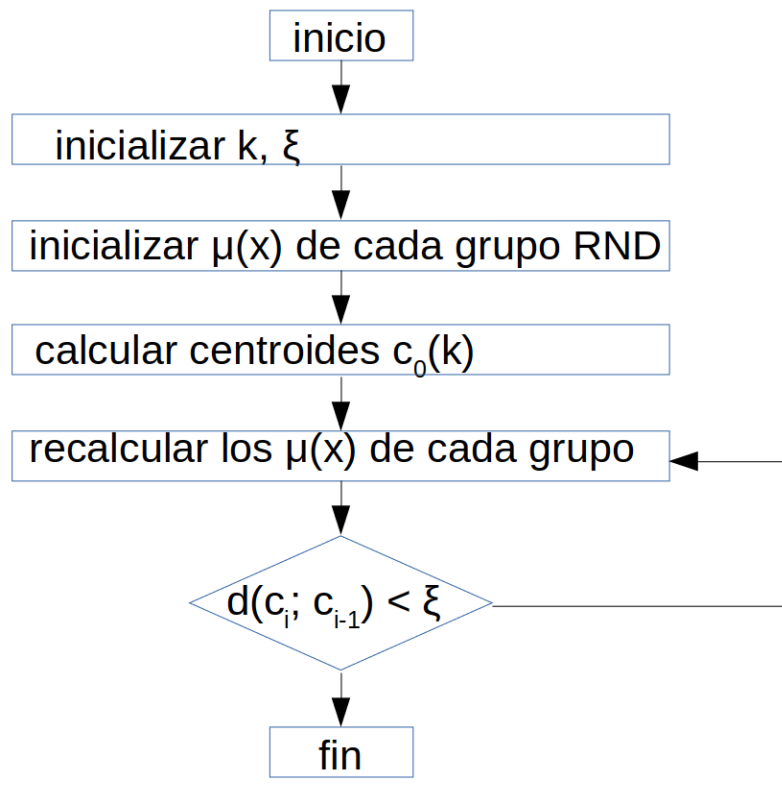 inicio
inicializar k, ξ
inicializar μ(x) de cada grupo RND
calcular centroides c₀(k)
recalcular los μ(x) de cada grupo
d(cᵢ; cᵢ₋₁) < ξ
fin